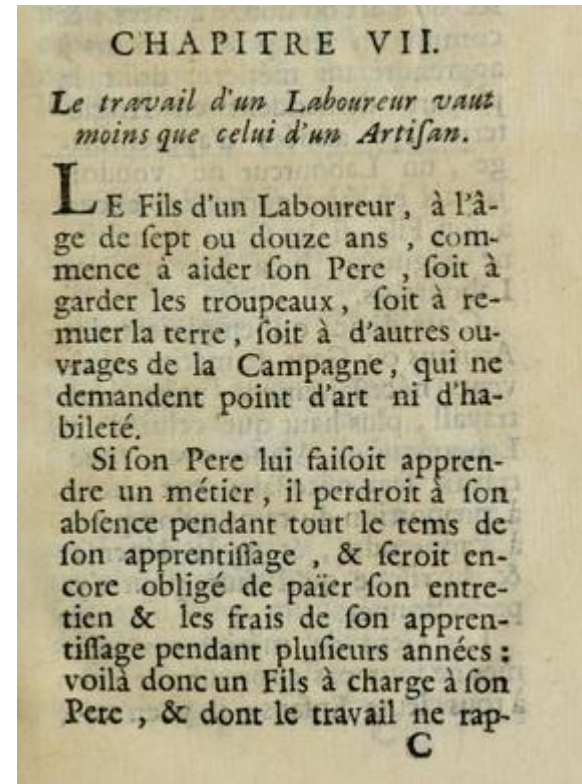 CHAPITRE VII.
Le travail d'un Laboureur vaut
moins que celui d'un Artiſan.
LE Fils d'un Laboureur, à l'â-
ge de ſept ou douze ans, com-
mence à aider ſon Pere, ſoit à
garder les troupeaux, ſoit à re-
muer la terre, ſoit à d'autres ou-
vrages de la Campagne, qui ne
demandent point d'art ni d'ha-
bileté.
Si ſon Pere lui faiſoit appren-
dre un métier, il perdroit à ſon
abſence pendant tout le tems de
ſon apprentiſſage, & ſeroit en-
core obligé de païer ſon entre-
tien & les frais de ſon appren-
tiſſage pendant pluſieurs années :
voilà donc un Fils à charge à ſon
Pere, & dont le travail ne rap-
C